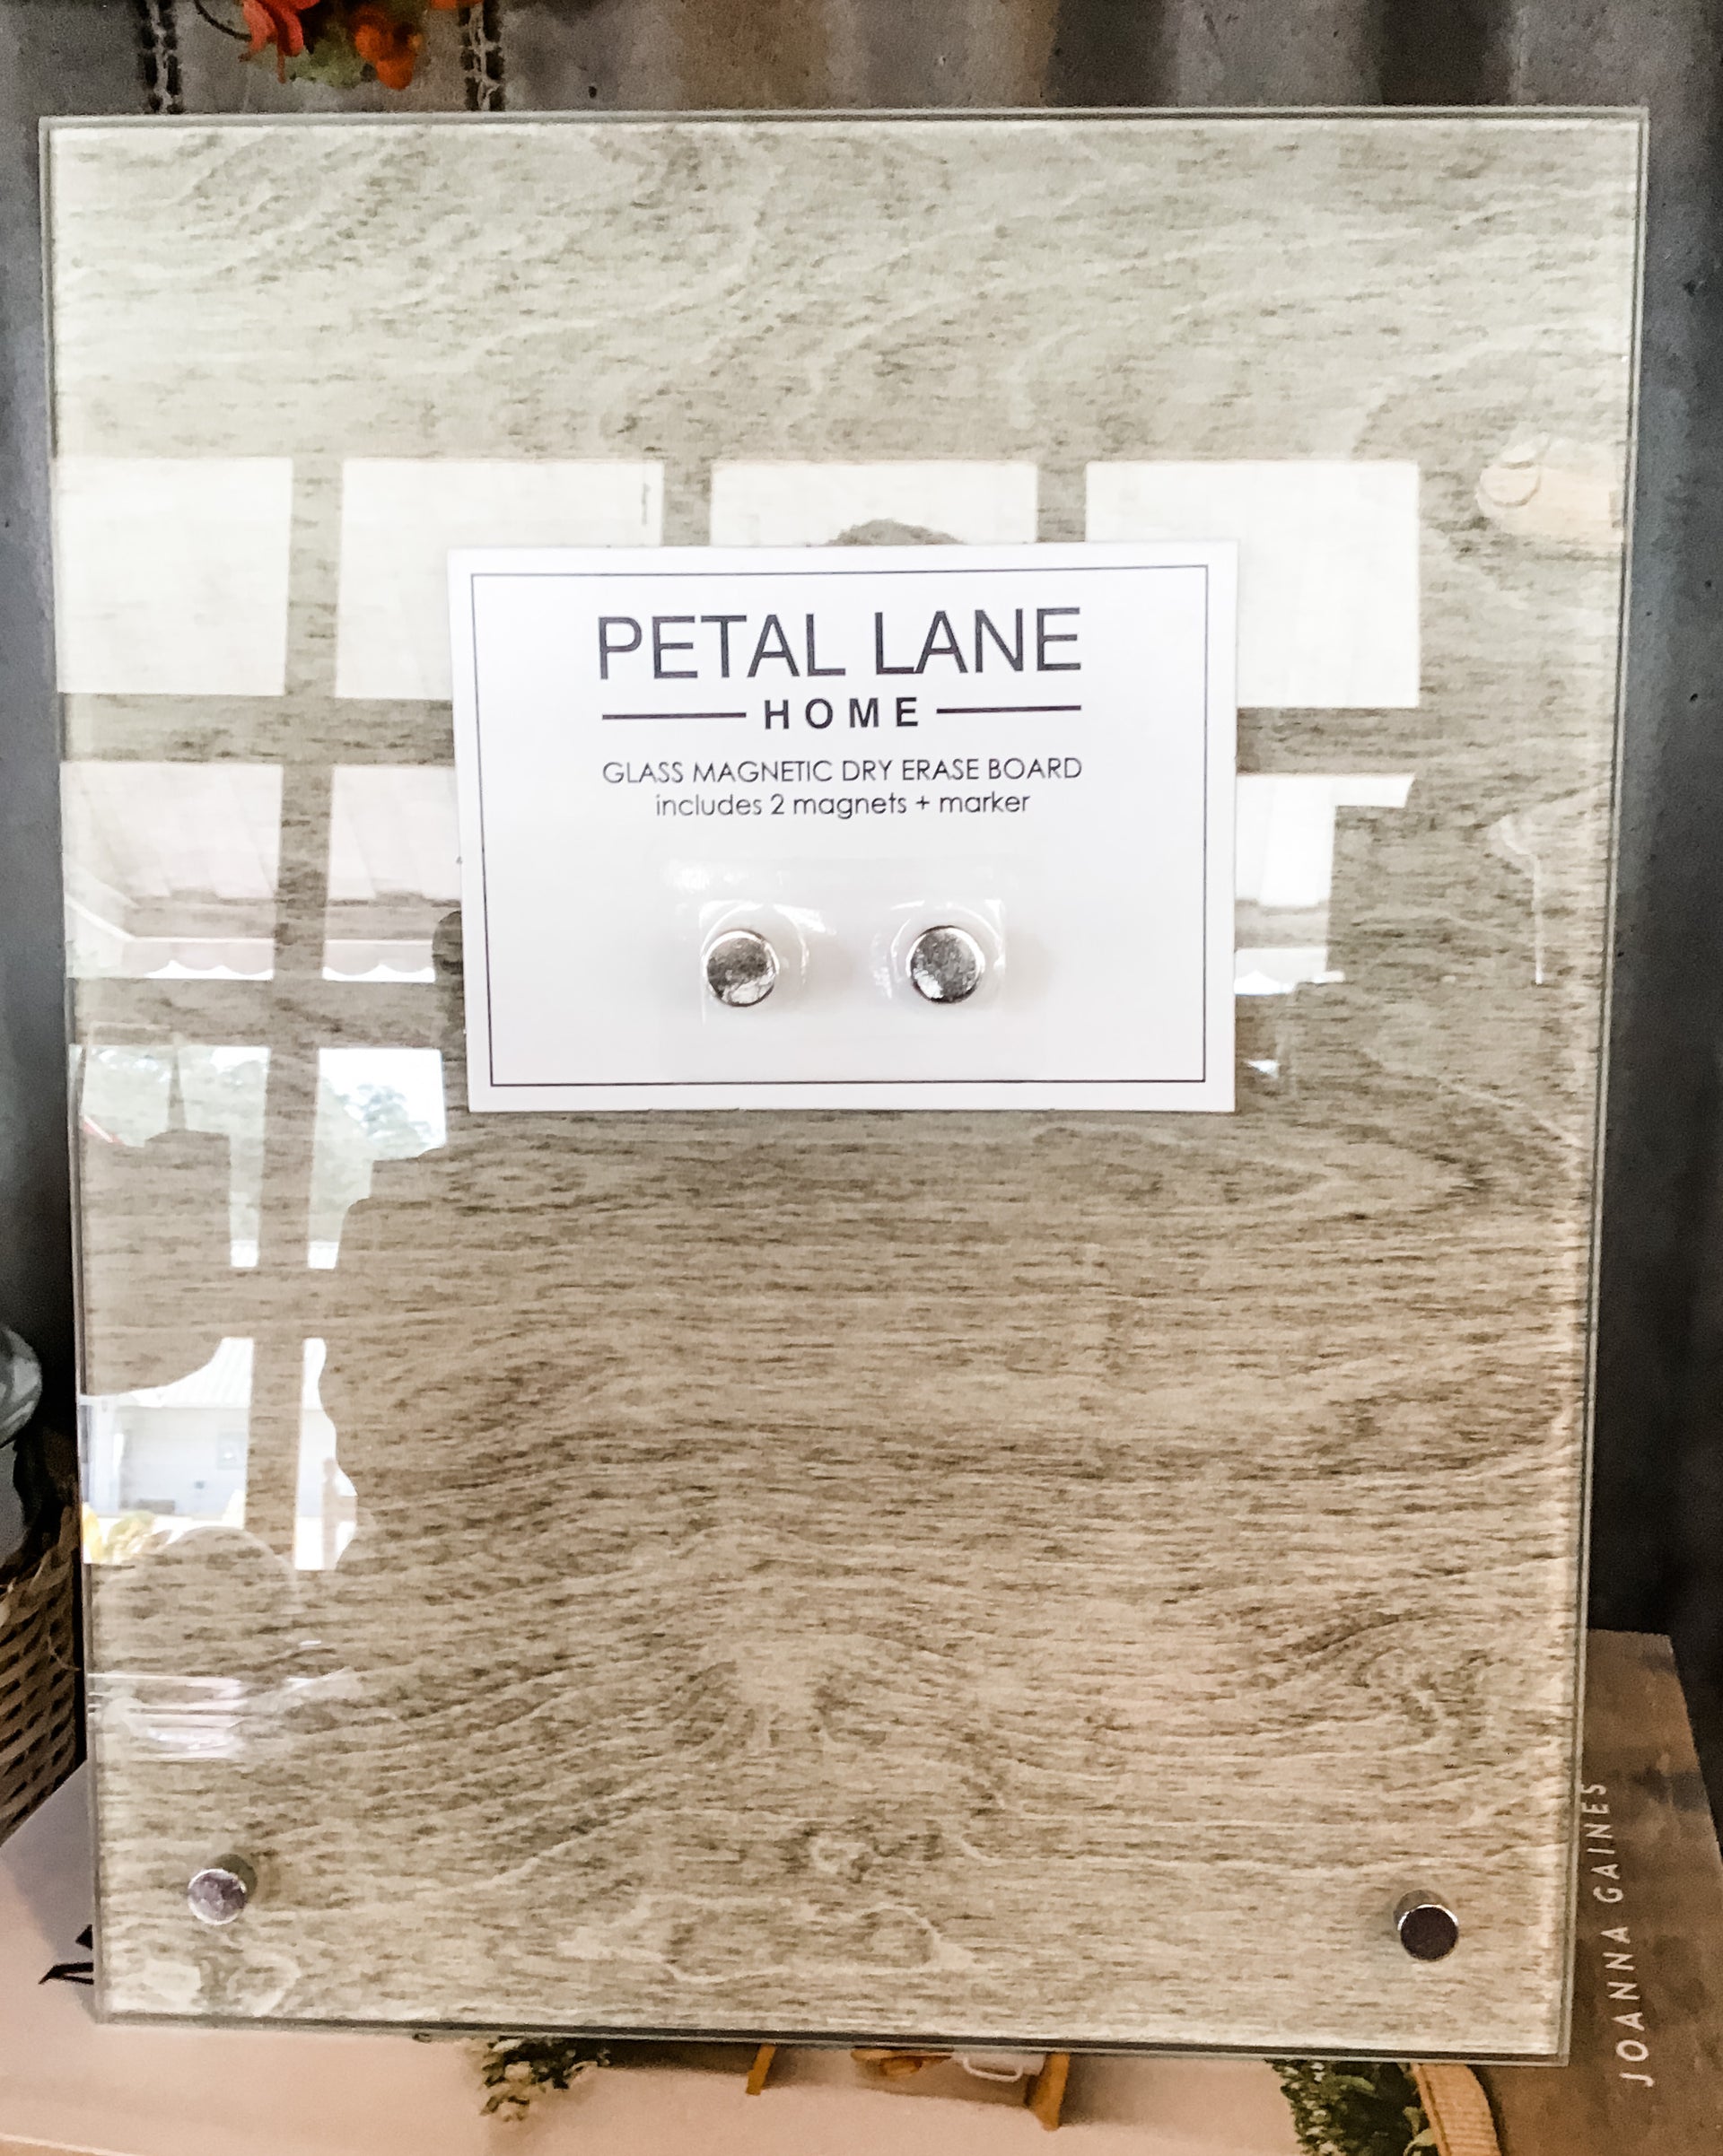 PETAL LANE
HOME
GLASS MAGNETIC DRY ERASE BOARD
includes 2 magnets + marker
JOANNA GAINES